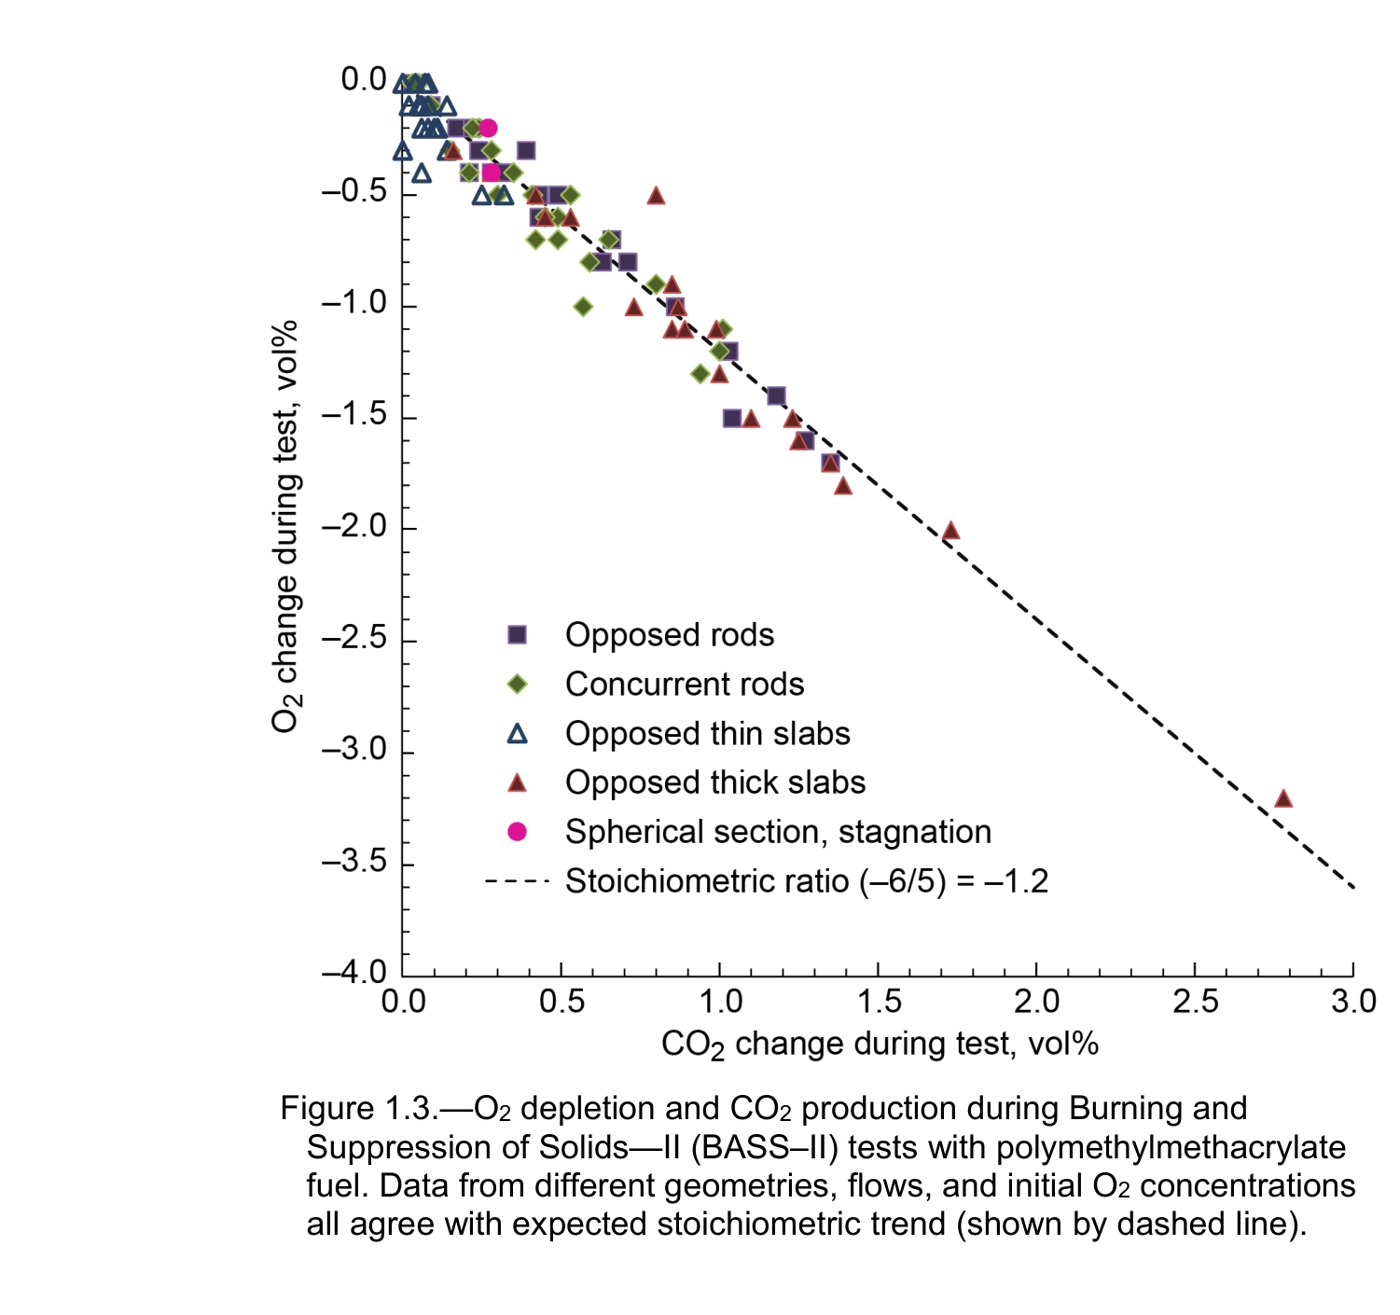 0.0
–0.5
–1.0
–1.5
–2.0
–2.5
–3.0
–3.5
–4.0
O2 change during test, vol%
Opposed rods
Concurrent rods
Opposed thin slabs
Opposed thick slabs
Spherical section, stagnation
Stoichiometric ratio (–6/5) = –1.2
0.0 0.5 1.0 1.5 2.0 2.5 3.0
CO2 change during test, vol%
Figure 1.3.—O2 depletion and CO2 production during Burning and
Suppression of Solids—II (BASS–II) tests with polymethylmethacrylate
fuel. Data from different geometries, flows, and initial O2 concentrations
all agree with expected stoichiometric trend (shown by dashed line).